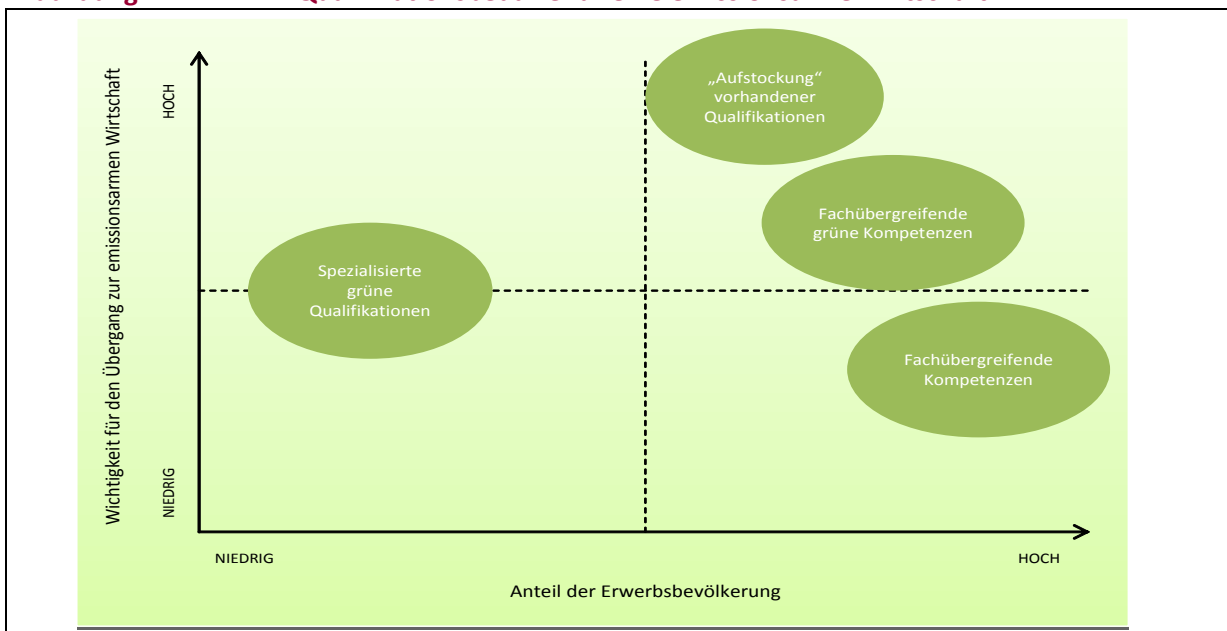 Wichtigkeit für den Übergang zur emissionsarmen Wirtschaft
HOCH
NIEDRIG
„Aufstockung“
vorhandener
Qualifikationen
Fachübergreifende
grüne Kompetenzen
Spezialisierte
grüne
Qualifikationen
Fachübergreifende
Kompetenzen
NIEDRIG
HOCH
Anteil der Erwerbsbevölkerung